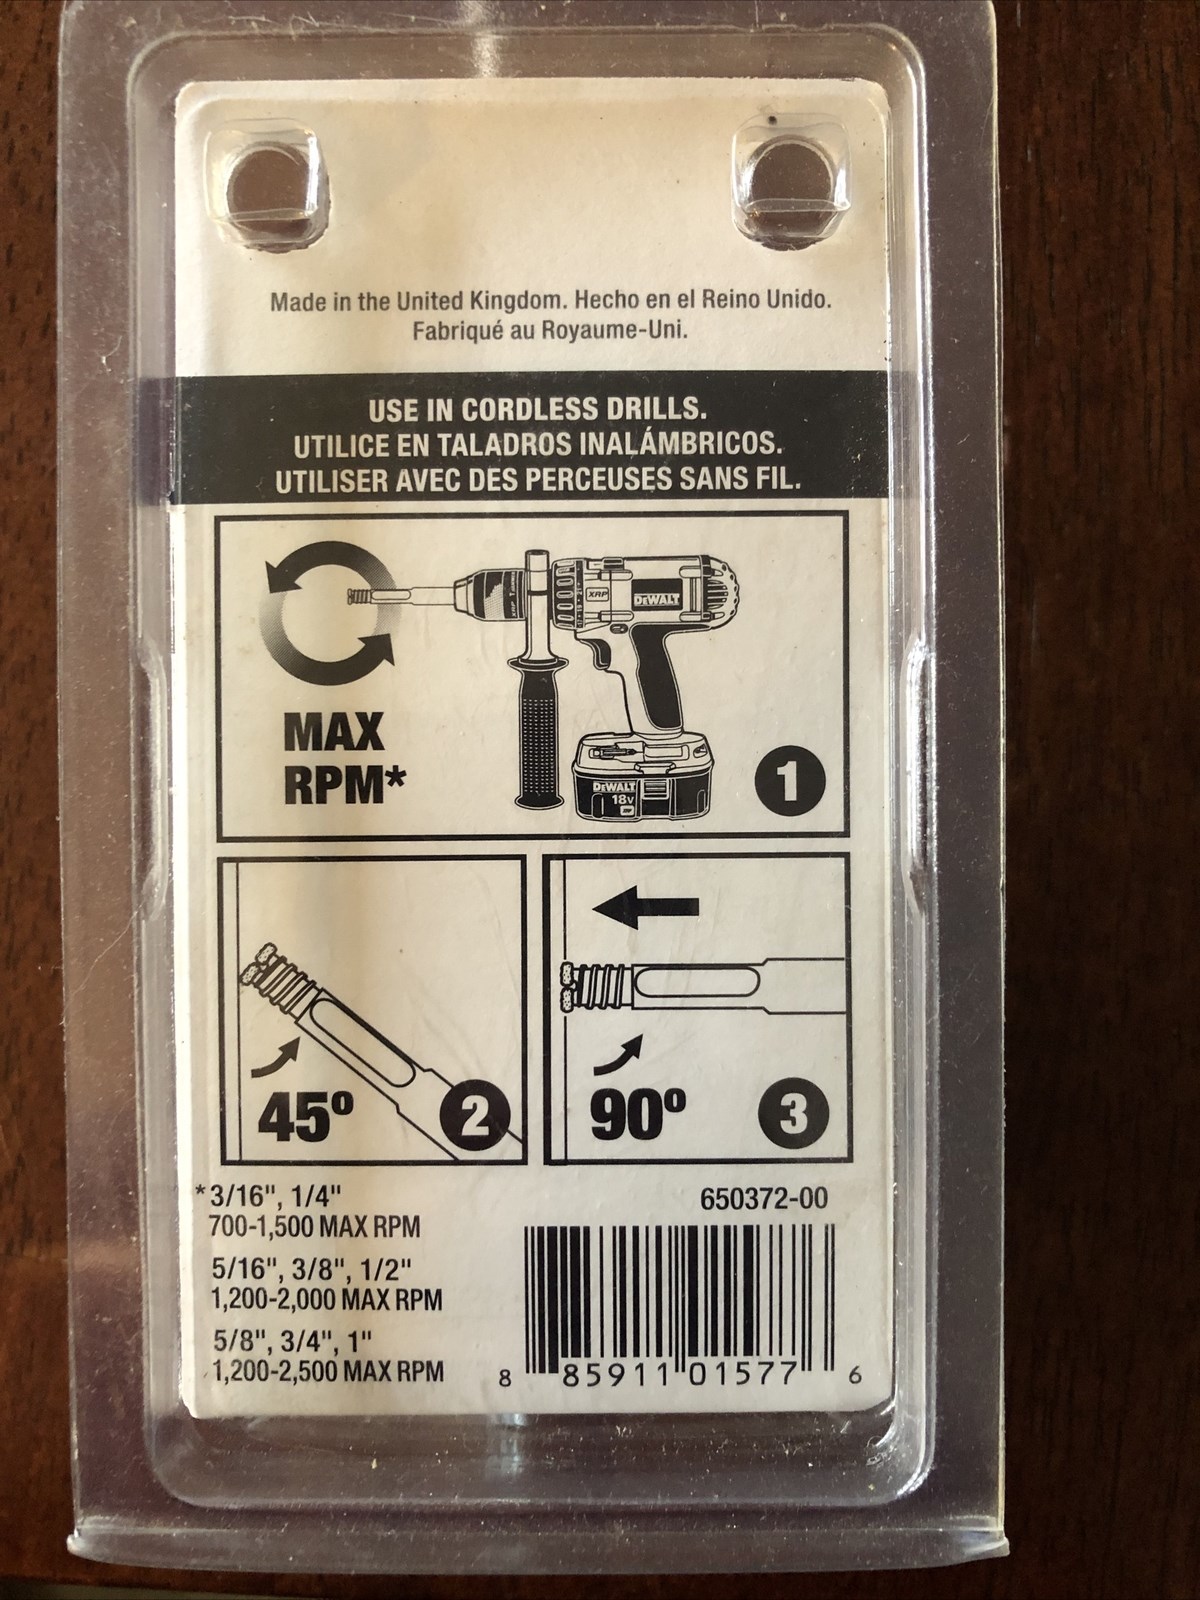 Made in the United Kingdom. Hecho en el Reino Unido.
Fabriqué au Royaume-Uni.
USE IN CORDLESS DRILLS.
UTILICE EN TALADROS INALÁMBRICOS.
UTILISER AVEC DES PERCEUSES SANS FIL.
XRP
DEWALT
MAX
RPM*
DEWALT
18V
1
45º
2
90º
3
*3/16", 1/4"
700-1,500 MAX RPM
5/16", 3/8", 1/2"
1,200-2,000 MAX RPM
5/8", 3/4", 1"
1,200-2,500 MAX RPM
650372-00
8 85911 01577 6